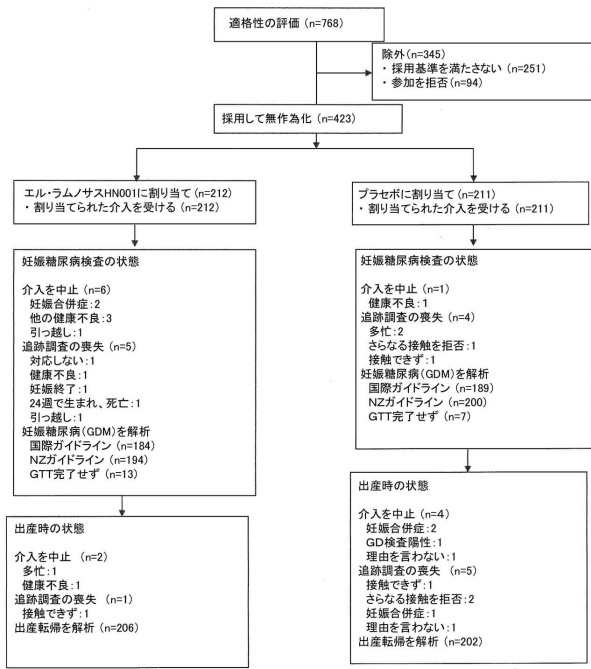 適格性の評価 (n=768)
除外(n=345)
・ 採用基準を満たさない (n=251)
・ 参加を拒否(n=94)
採用して無作為化 (n=423)
エル・ラムノサスHN001に割り当て (n=212)
・ 割り当てられた介入を受ける (n=212)
プラセボに割り当て (n=211)
・ 割り当てられた介入を受ける (n=211)
妊娠糖尿病検査の状態
介入を中止 (n=6)
妊娠合併症:2
他の健康不良:3
引っ越し:1
追跡調査の喪失 (n=5)
対応しない:1
健康不良:1
妊娠終了:1
24週で生まれ、死亡:1
引っ越し:1
妊娠糖尿病(GDM)を解析
国際ガイドライン (n=184)
NZガイドライン (n=194)
GTT完了せず (n=13)
妊娠糖尿病検査の状態
介入を中止 (n=1)
健康不良:1
追跡調査の喪失 (n=4)
多忙:2
さらなる接触を拒否:1
接触できず:1
妊娠糖尿病(GDM)を解析
国際ガイドライン (n=189)
NZガイドライン (n=200)
GTT完了せず (n=7)
出産時の状態
介入を中止 (n=2)
多忙:1
健康不良:1
追跡調査の喪失 (n=1)
接触できず:1
出産転帰を解析 (n=206)
出産時の状態
介入を中止 (n=4)
妊娠合併症:2
GD検査陽性:1
理由を言わない:1
追跡調査の喪失 (n=5)
接触できず:1
さらなる接触を拒否:2
妊娠合併症:1
理由を言わない:1
出産転帰を解析 (n=202)